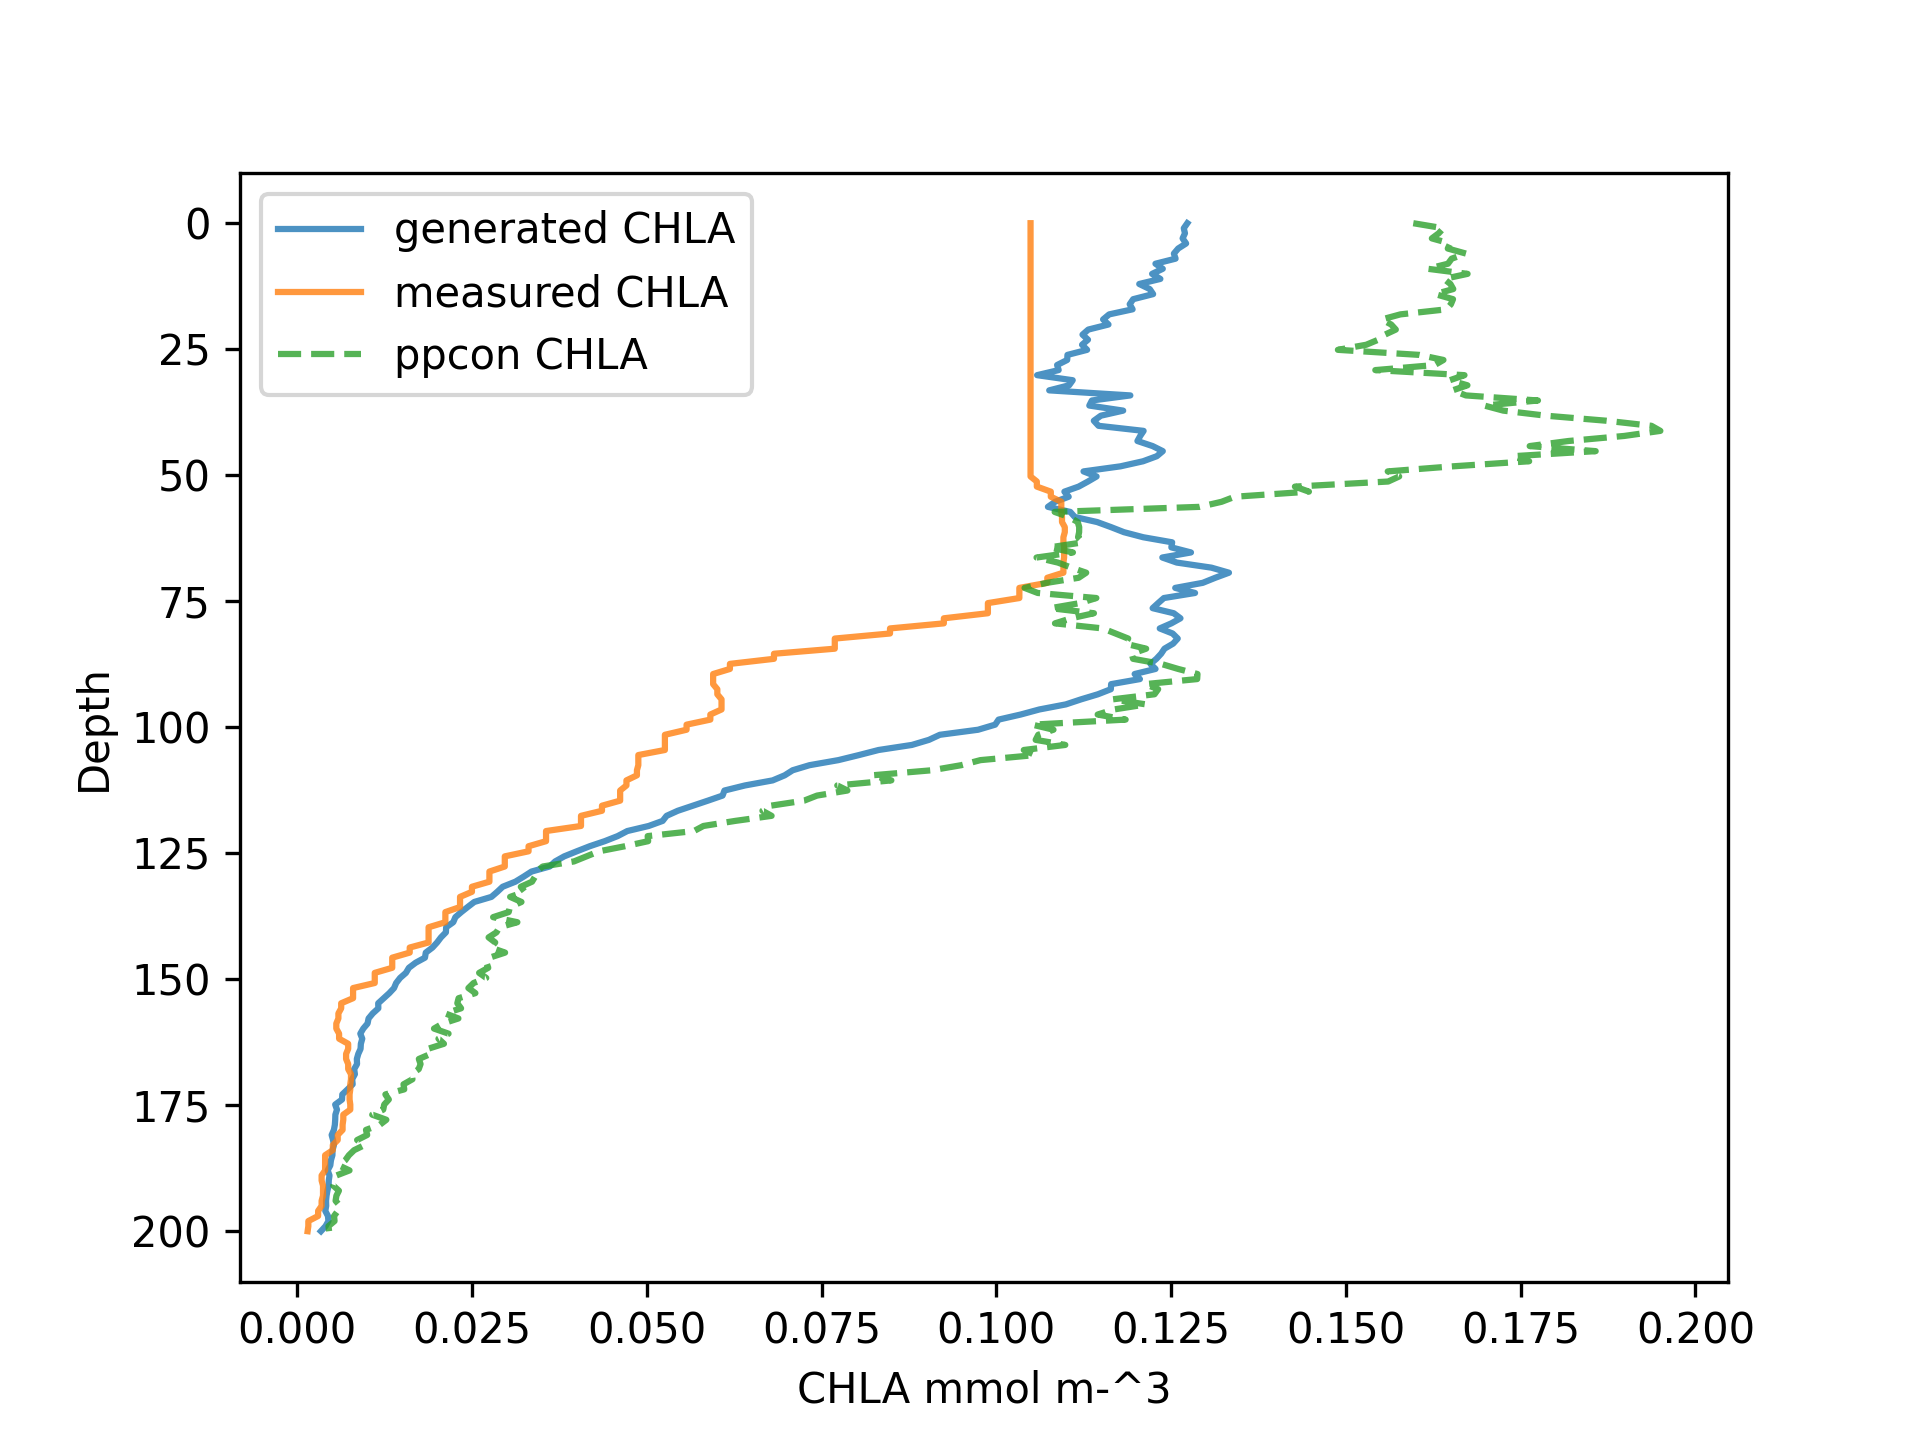 generated CHLA
measured CHLA
ppcon CHLA
0
25
50
75
100
125
150
175
200
Depth
0.000 0.025 0.050 0.075 0.100 0.125 0.150 0.175 0.200
CHLA mmol m-^3